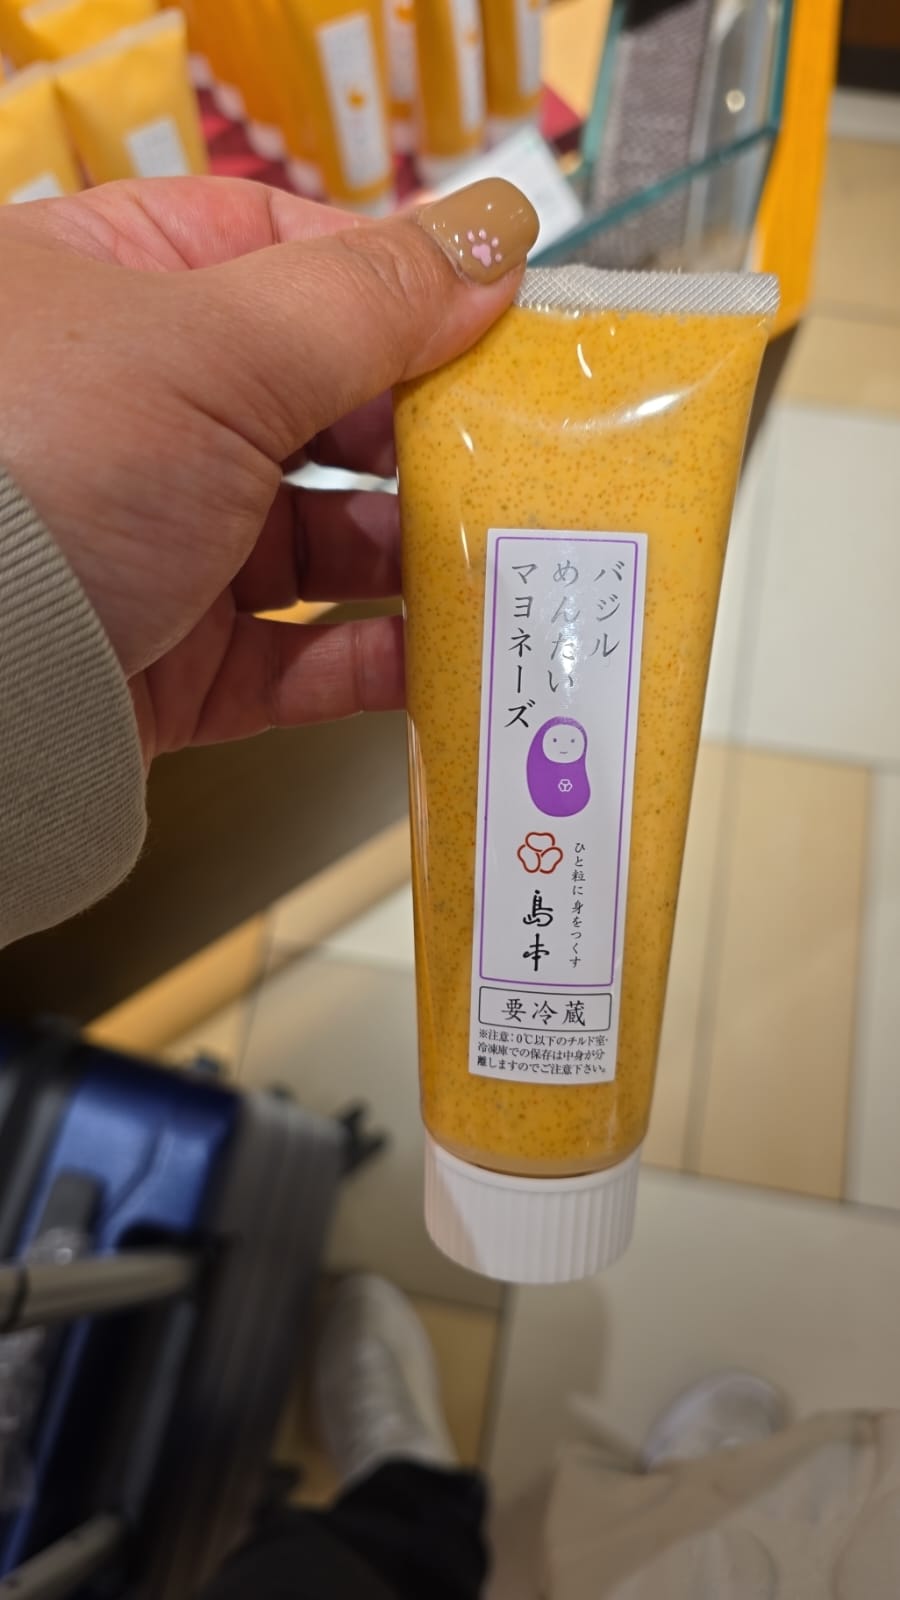 バジル
めんたい
マヨネーズ
ひと粒に 身をつくす
島本
要冷蔵
※注意：0℃以下のチルド室・
冷凍庫での保存は中身が分
離しますのでご注意下さい。